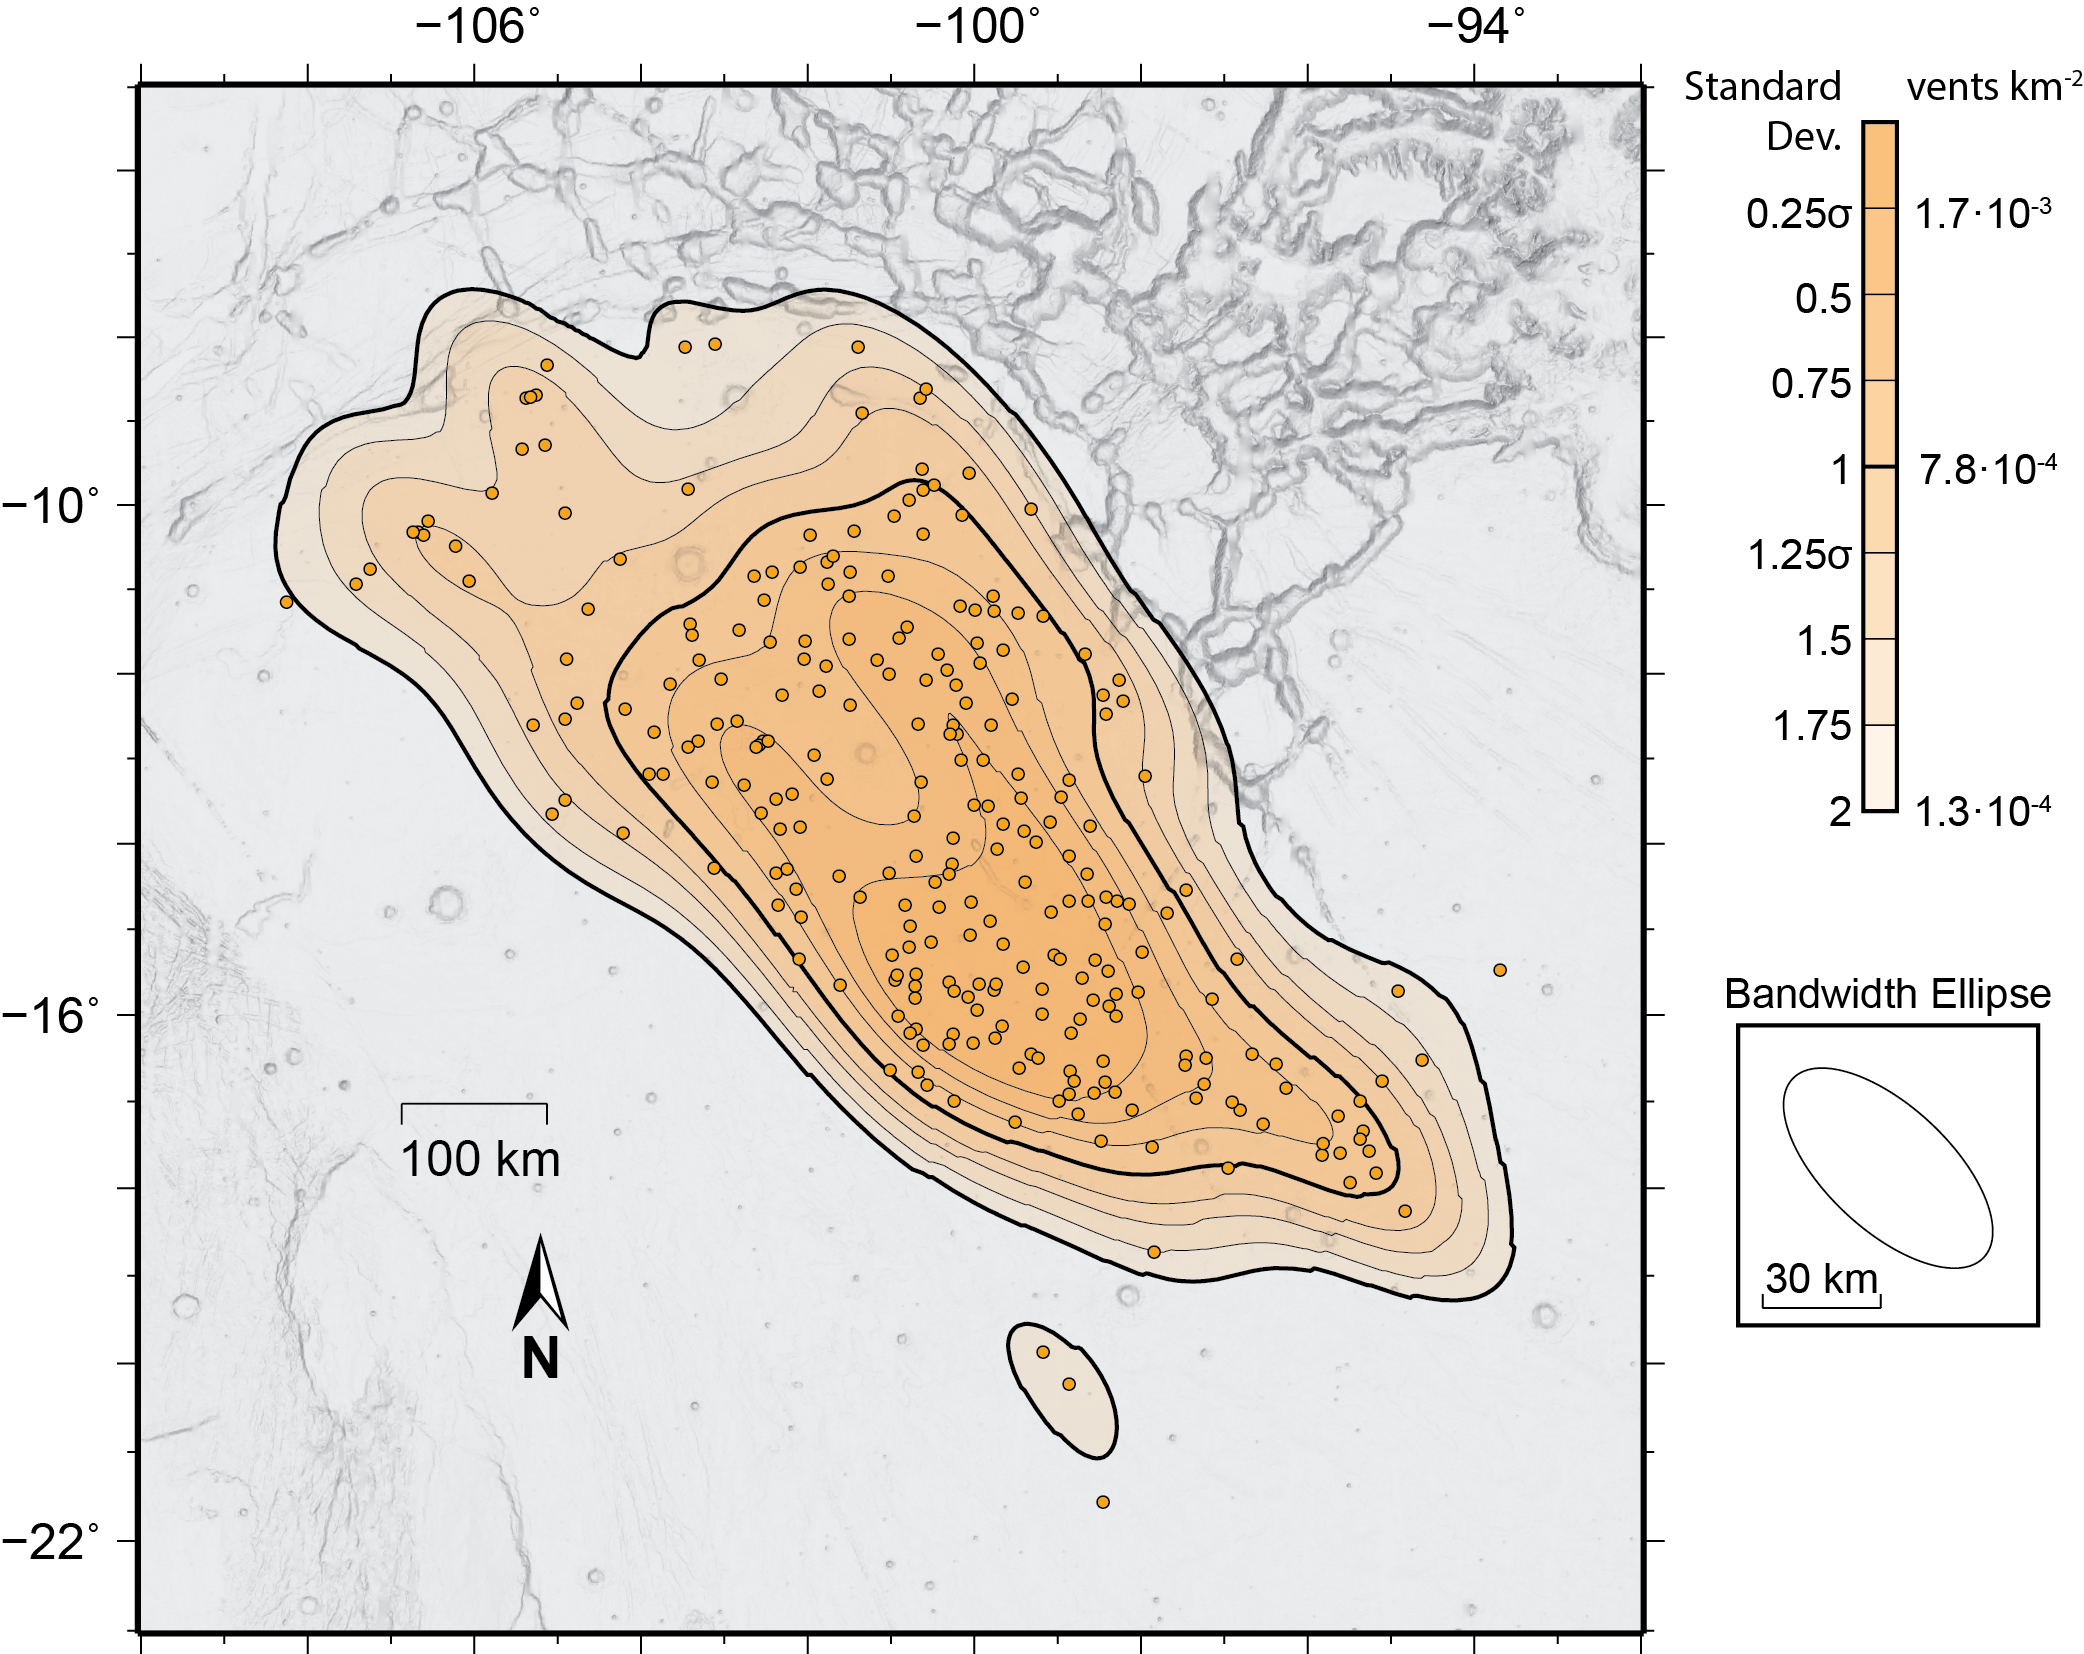 −106° −100° −94°
Standard Dev. vents km-2
0.25σ 1.7·10-3
0.5
0.75
1 7.8·10-4
1.25σ
1.5
1.75
2 1.3·10-4
−10°
−16°
−22°
100 km
N
Bandwidth Ellipse
30 km